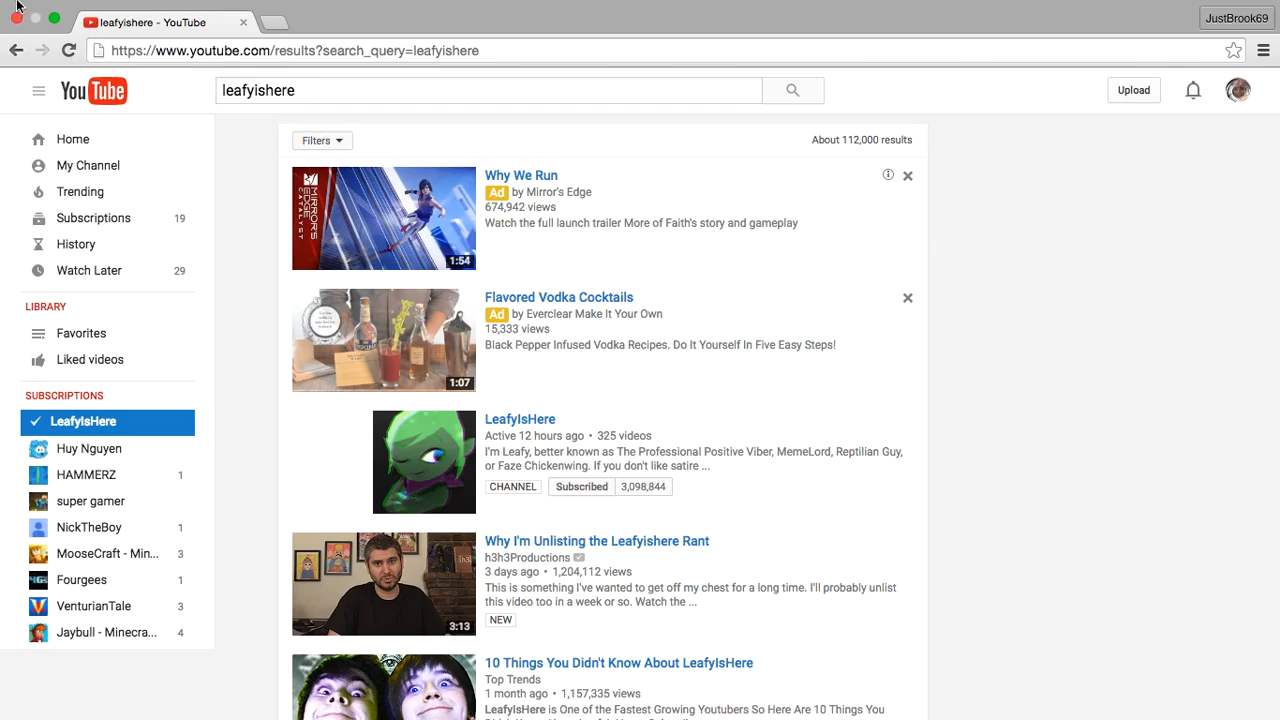 leafyishere - YouTube
JustBrook69
https://www.youtube.com/results?search_query=leafyishere
YouTube
leafyishere
Upload
Home
My Channel
Trending
Subscriptions 19
History
Watch Later 29
LIBRARY
Favorites
Liked videos
SUBSCRIPTIONS
LeafyIsHere
Huy Nguyen
HAMMERZ 1
super gamer
NickTheBoy 1
MooseCraft - Min... 3
Fourgees 1
VenturianTale 3
Jaybull - Minecra... 4
Filters
About 112,000 results
MIRROR'S EDGE CATALYST
1:54
Why We Run
Ad by Mirror's Edge
674,942 views
Watch the full launch trailer More of Faith's story and gameplay
1:07
Flavored Vodka Cocktails
Ad by Everclear Make It Your Own
15,333 views
Black Pepper Infused Vodka Recipes. Do It Yourself In Five Easy Steps!
LeafyIsHere
Active 12 hours ago • 325 videos
I'm Leafy, better known as The Professional Positive Viber, MemeLord, Reptilian Guy,
or Faze Chickenwing. If you don't like satire ...
CHANNEL Subscribed 3,098,844
3:13
Why I'm Unlisting the Leafyishere Rant
h3h3Productions
3 days ago • 1,204,112 views
This is something I've wanted to get off my chest for a long time. I'll probably unlist
this video too in a week or so. Watch the ...
NEW
10 Things You Didn't Know About LeafyIsHere
Top Trends
1 month ago • 1,157,335 views
LeafyIsHere is One of the Fastest Growing Youtubers So Here Are 10 Things You